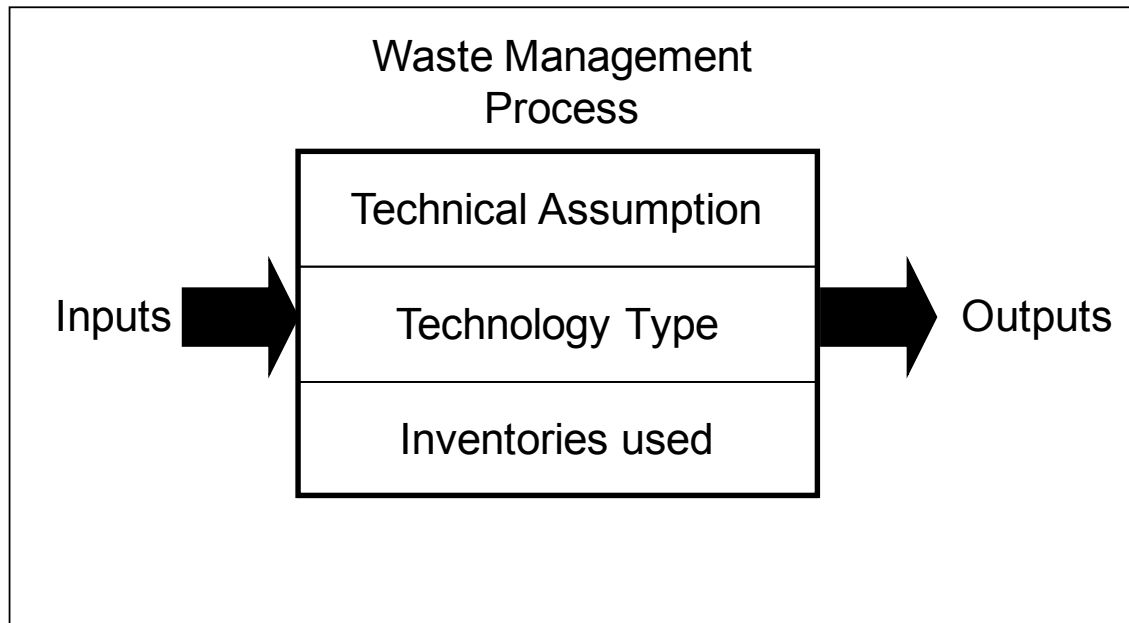 Waste Management
Process
Technical Assumption
Inputs
Technology Type
Outputs
Inventories used